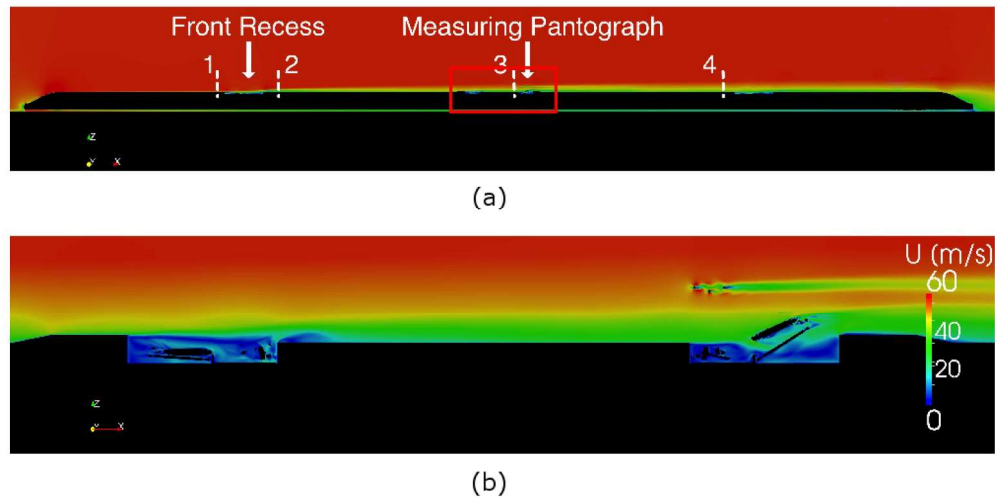 Front Recess
Measuring Pantograph
1
2
3
4
Z
Y
X
(a)
U (m/s)
60
40
20
0
Z
Y
X
(b)